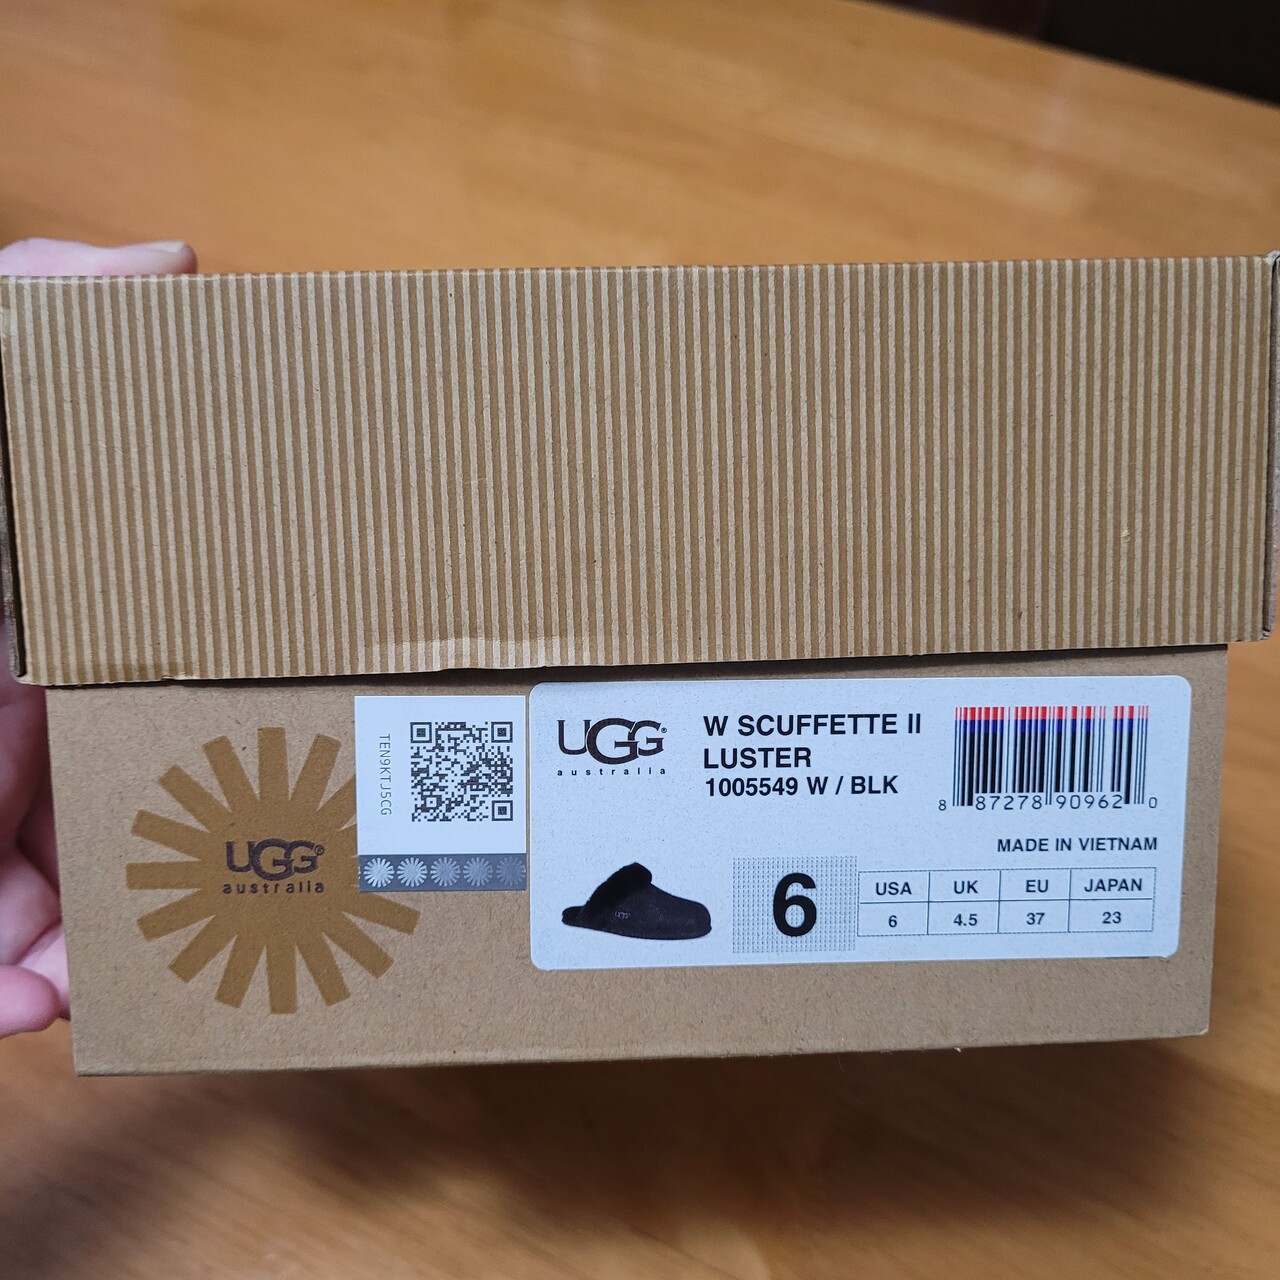 UGG®
australia
TEN9KTJ5CG
UGG®
australia
W SCUFFETTE II
LUSTER
1005549 W / BLK
8 87278 90962 0
MADE IN VIETNAM
UGG
6
USA UK EU JAPAN
6 4.5 37 23